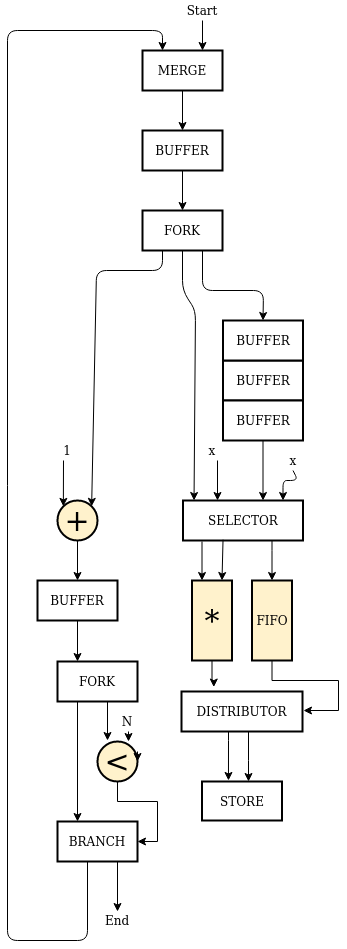 Start
MERGE
BUFFER
FORK
BUFFER
BUFFER
BUFFER
1
x
x
+
SELECTOR
BUFFER
*
FIFO
FORK
DISTRIBUTOR
N
<
STORE
BRANCH
End